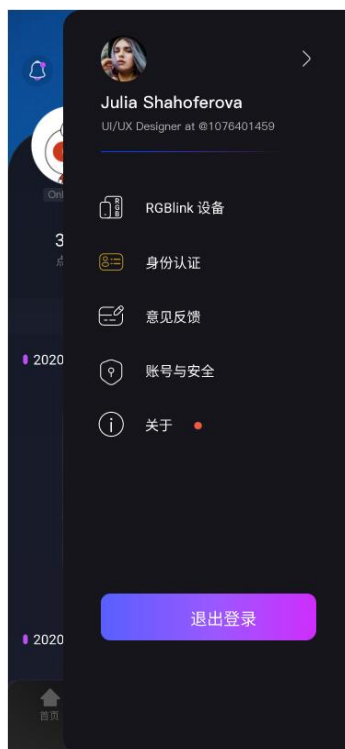 Julia Shahoferova
UI/UX Designer at @1076401459
RGBlink 设备
身份认证
意见反馈
账号与安全
关于
退出登录
Onl
3
2020
2020
首页